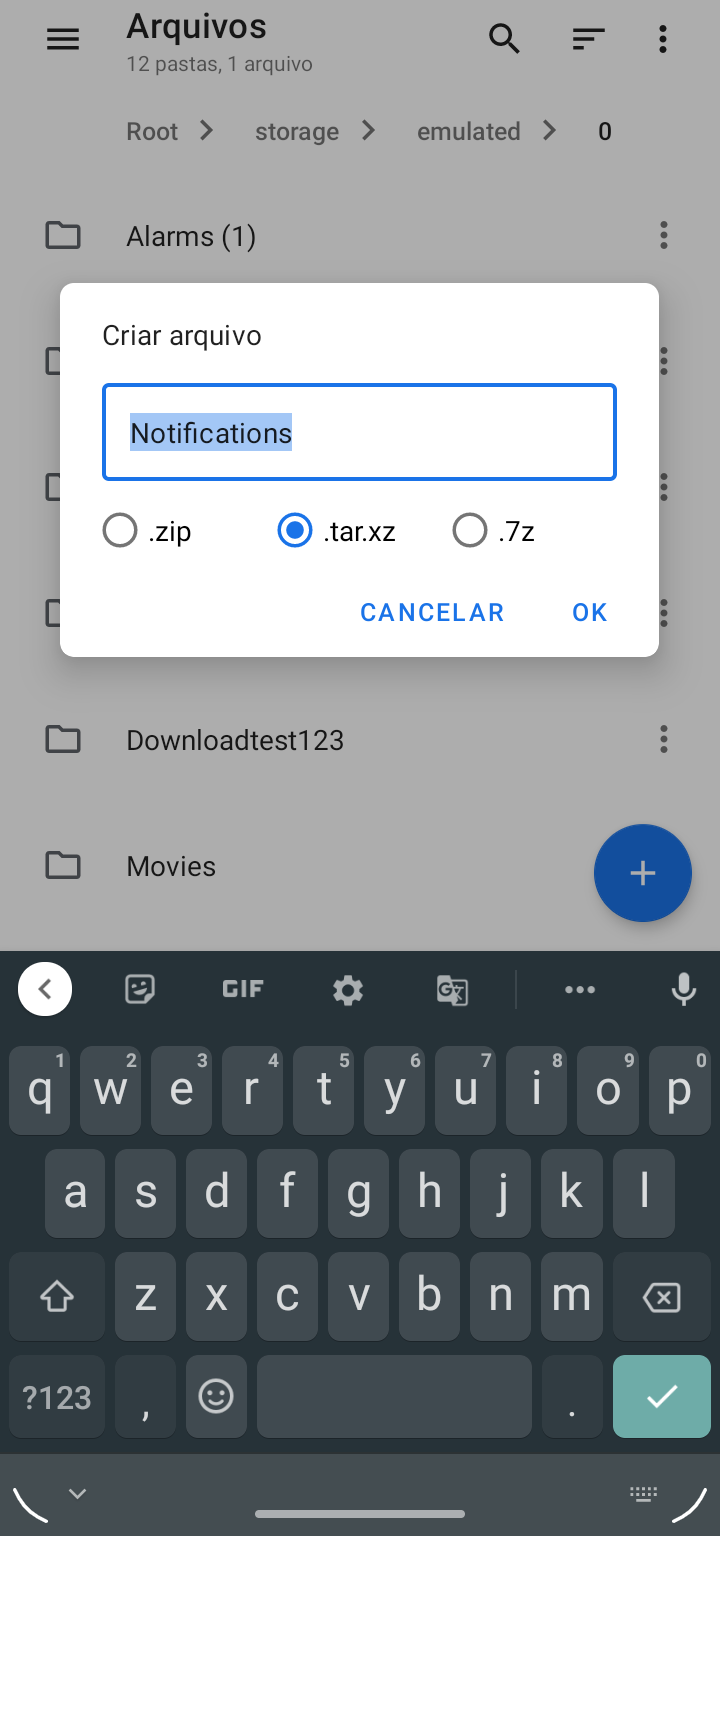 Arquivos
12 pastas, 1 arquivo
Root storage emulated 0
Alarms (1)
Criar arquivo
Notifications
.zip .tar.xz .7z
CANCELAR OK
Downloadtest123
Movies
GIF G
1 2 3 4 5 6 7 8 9 0
q w e r t y u i o p
a s d f g h j k l
z x c v b n m
?123 , .